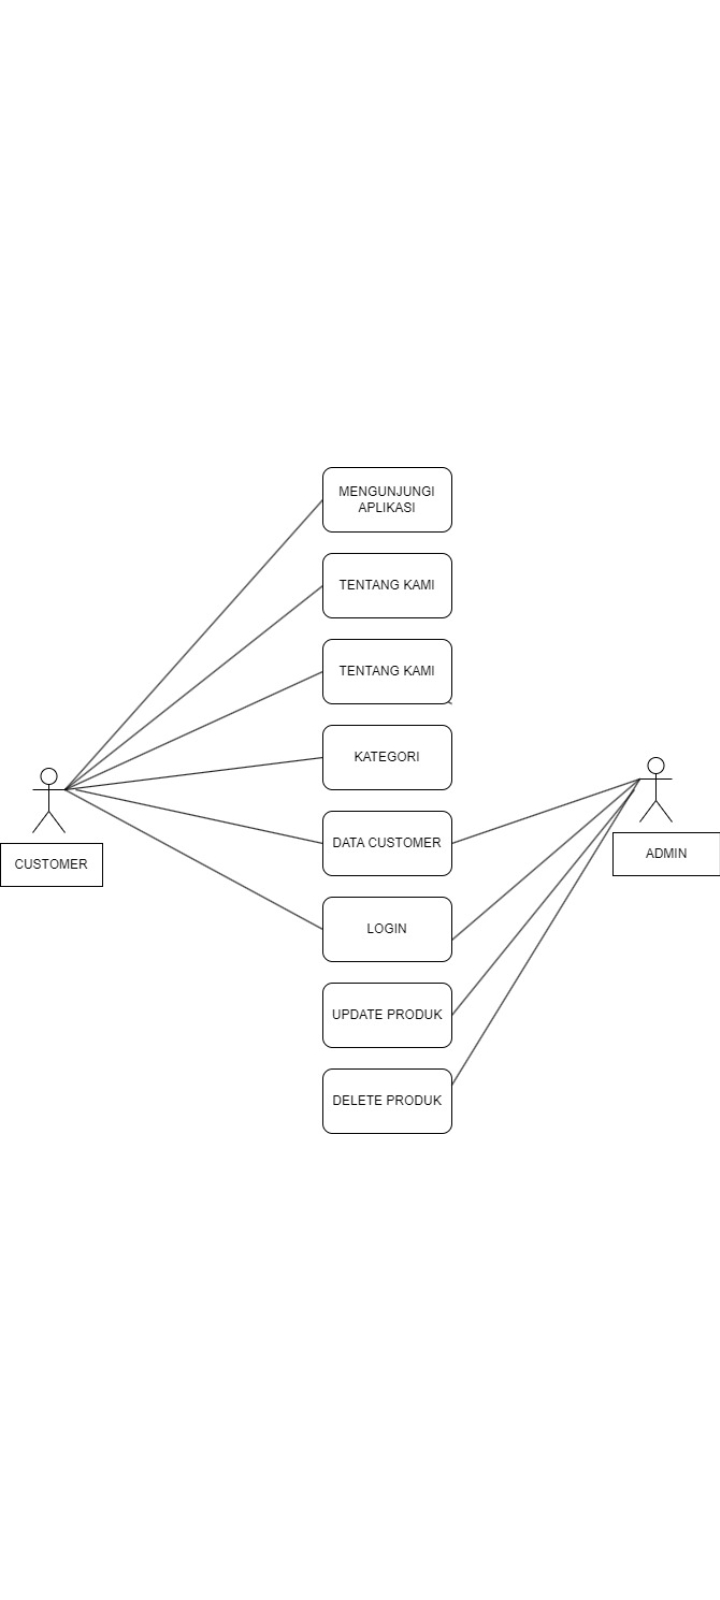 MENGUNJUNGI
APLIKASI
TENTANG KAMI
TENTANG KAMI
KATEGORI
DATA CUSTOMER
CUSTOMER
ADMIN
LOGIN
UPDATE PRODUK
DELETE PRODUK